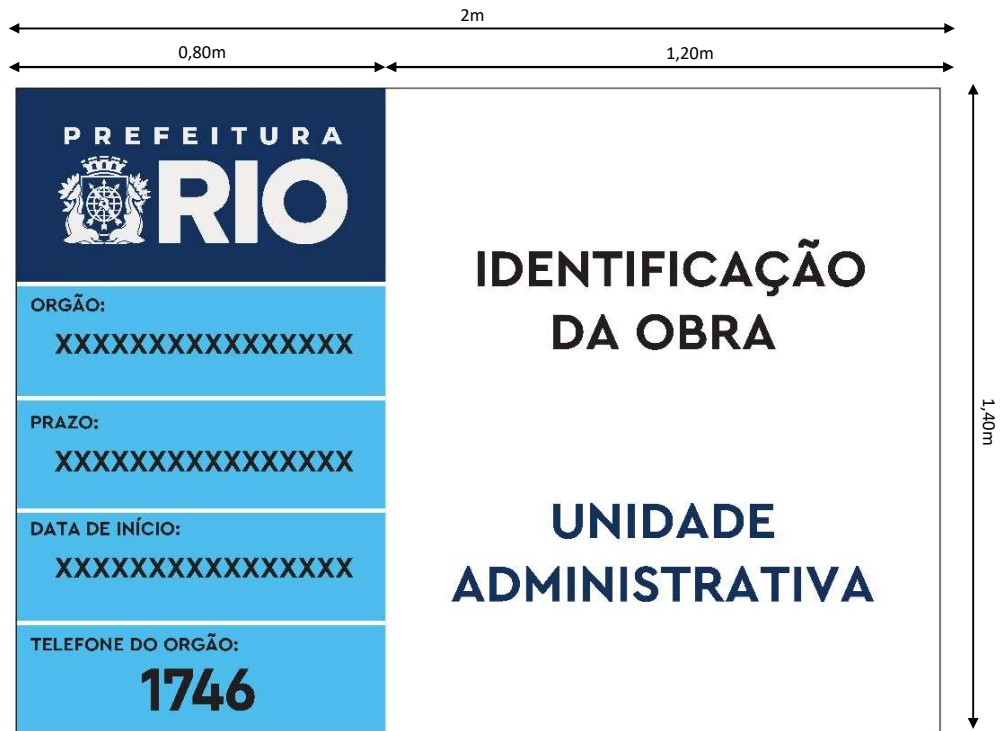 2m
0,80m
1,20m
PREFEITURA
RIO
ORGÃO:
XXXXXXXXXXXXXXXX
PRAZO:
XXXXXXXXXXXXXXXX
DATA DE INÍCIO:
XXXXXXXXXXXXXXXX
TELEFONE DO ORGÃO:
1746
IDENTIFICAÇÃO
DA OBRA
UNIDADE
ADMINISTRATIVA
1,40m